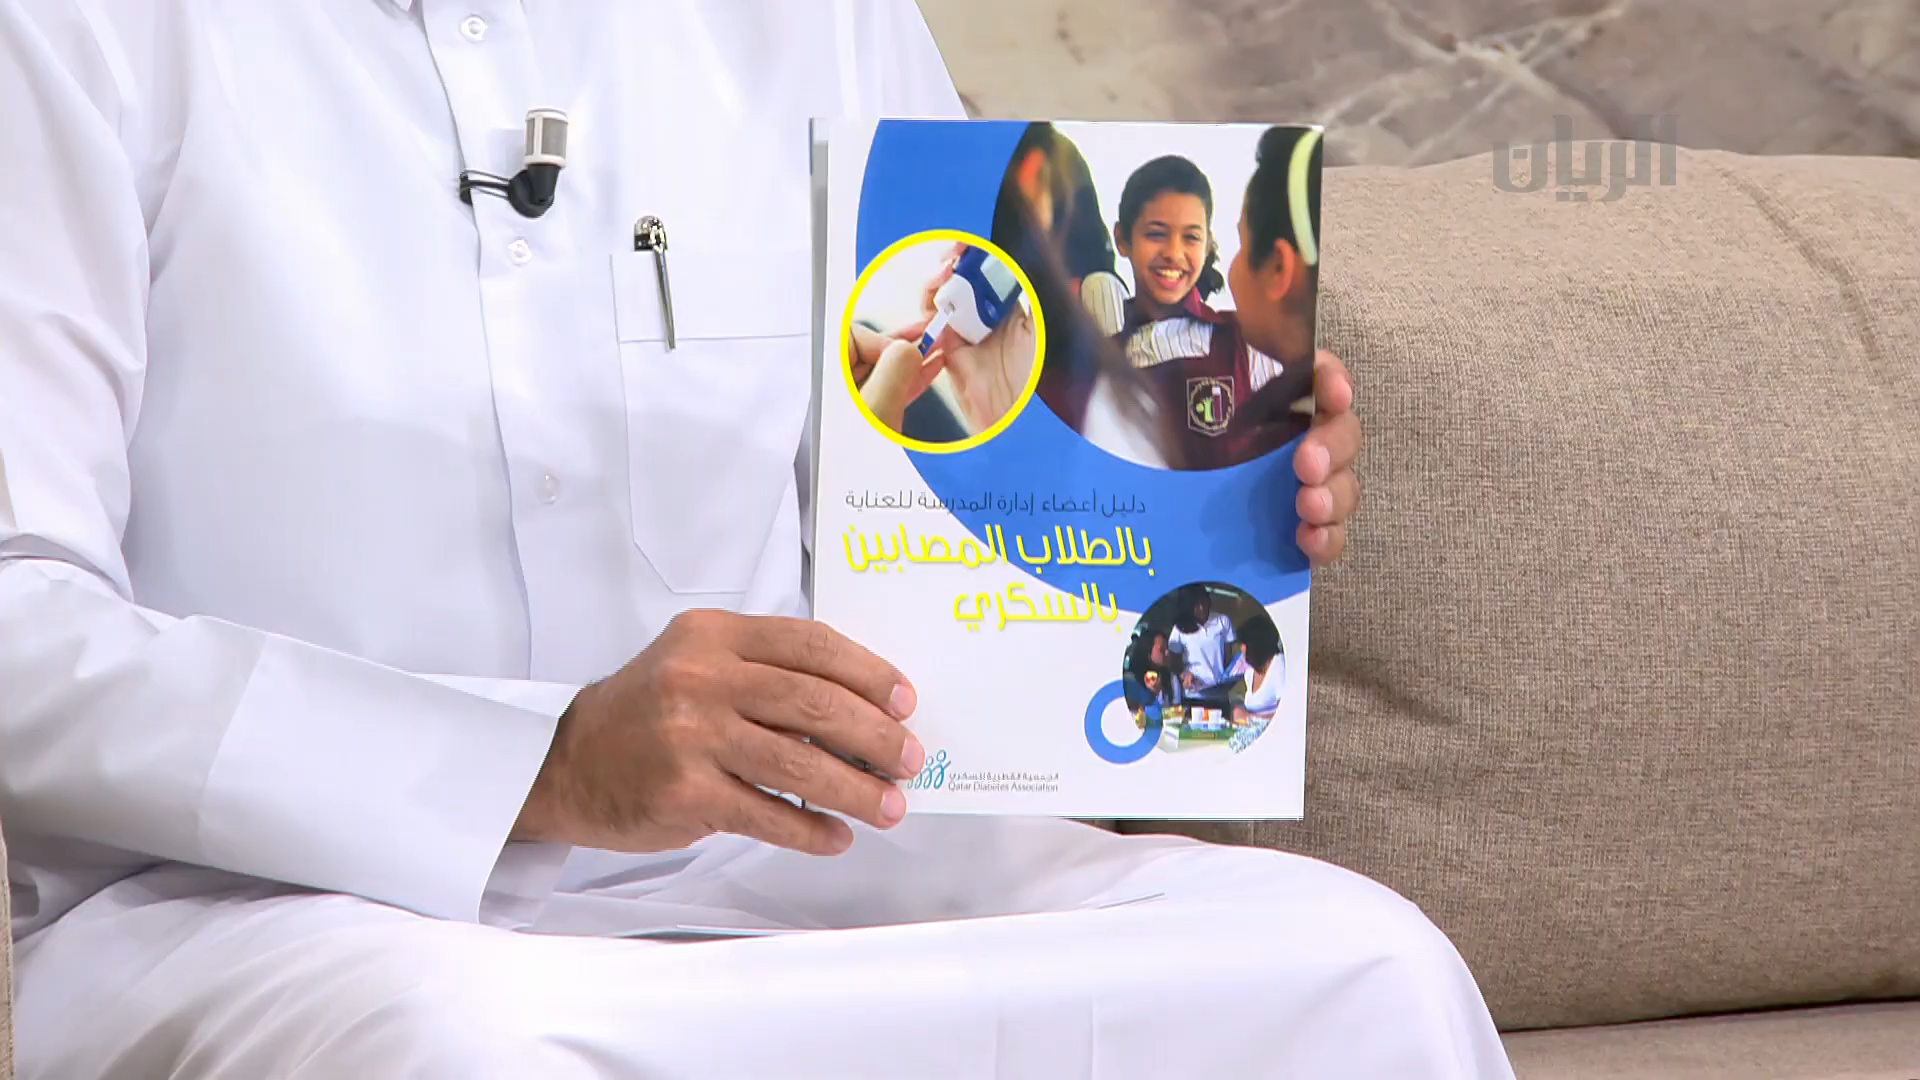 الريان
دليل أعضاء إدارة المدرسة للعناية
بالطلاب المصابين
بالسكري
الجمعية القطرية للسكري
Qatar Diabetes Association